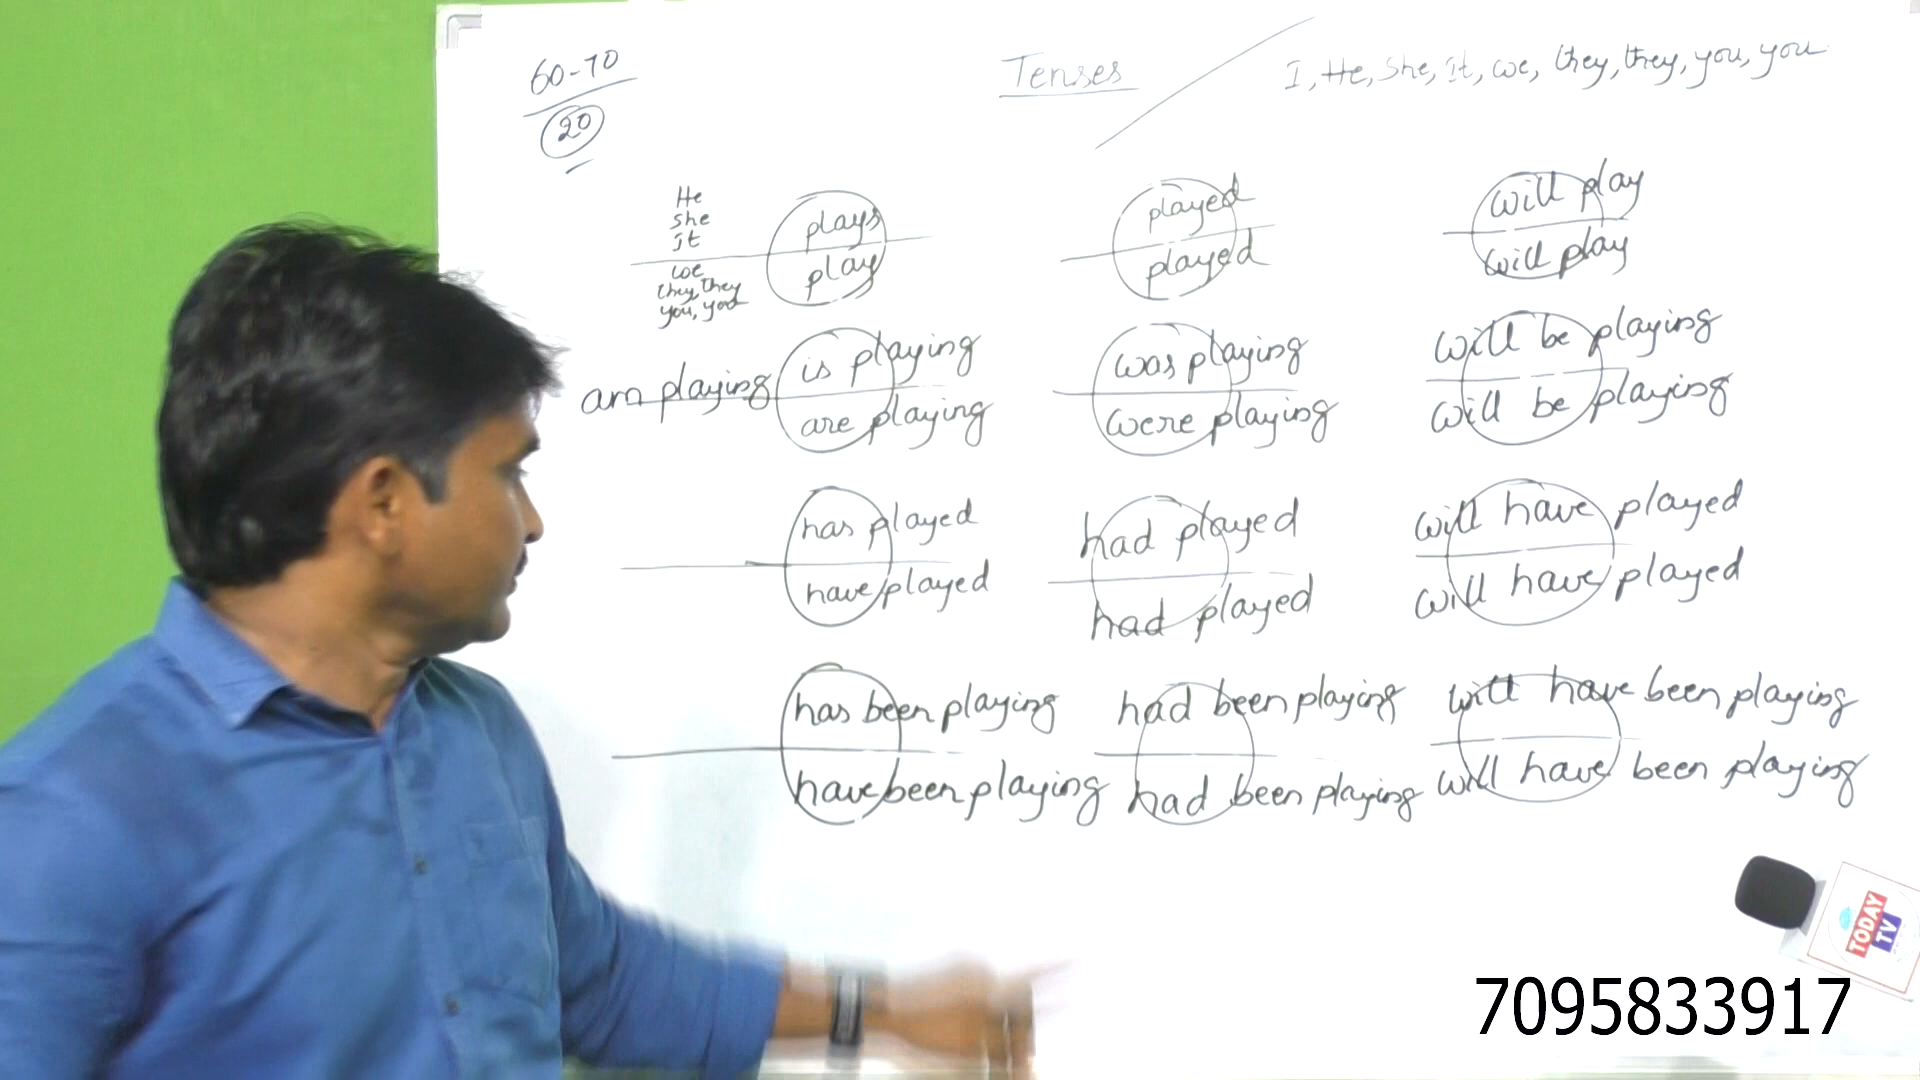 60-70
20
Tenses
I, He, She, It, we, they, they, you, you
He
she
It
we
they, they
you, you
plays
play
played
played
will play
will play
am playing
is playing
are playing
was playing
were playing
will be playing
will be playing
has played
have played
had played
had played
will have played
will have played
has been playing
have been playing
had been playing
had been playing
will have been playing
will have been playing
TODAY
TV
7095833917